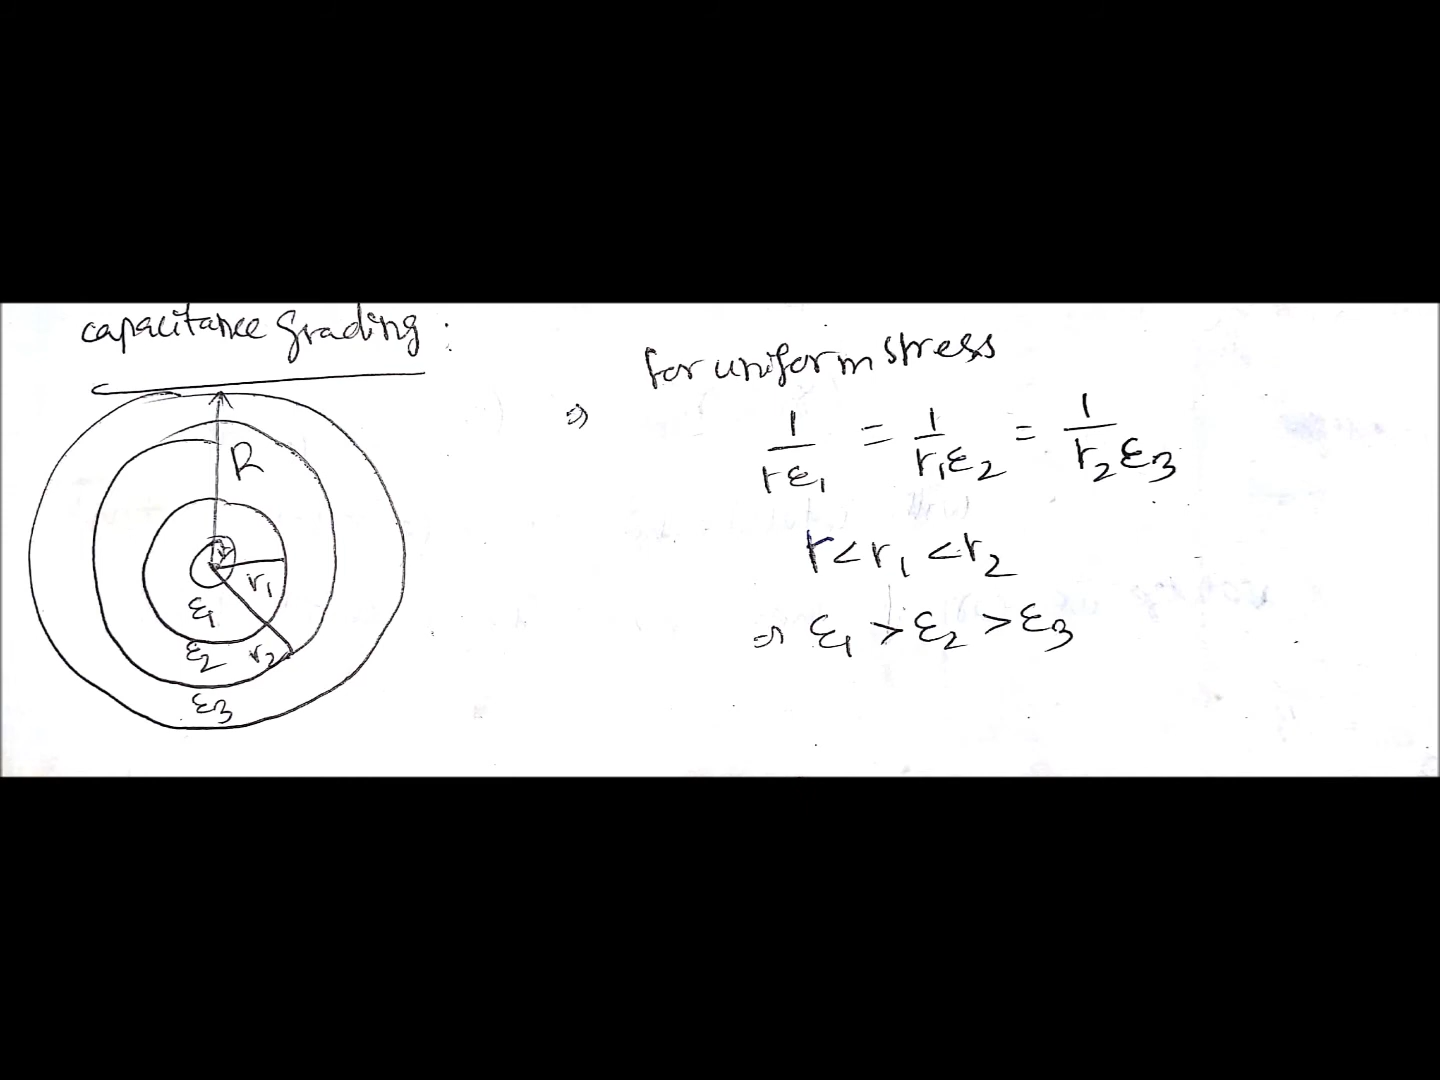 capacitance grading :
for uniform stress
⇒ 1/rε1 = 1/r1ε2 = 1/r2ε3
r < r1 < r2
⇒ ε1 > ε2 > ε3
R
r
r1
ε1
ε2 r2
ε3